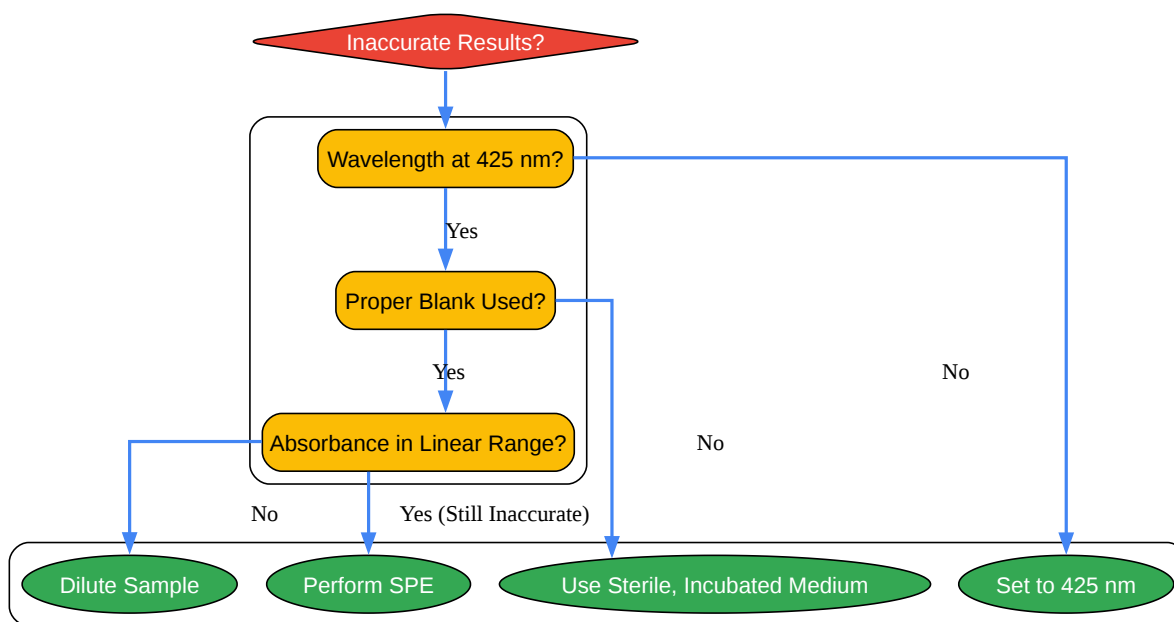 Inaccurate Results?
Wavelength at 425 nm?
Yes
Proper Blank Used?
Yes
No
Absorbance in Linear Range?
No
No
Yes (Still Inaccurate)
Dilute Sample
Perform SPE
Use Sterile, Incubated Medium
Set to 425 nm